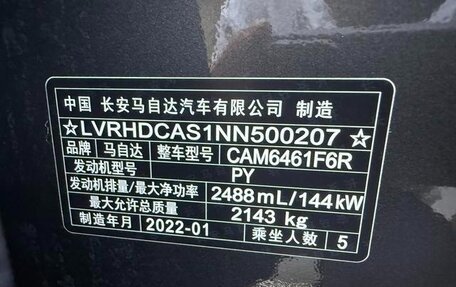 中国 长安马自达汽车有限公司 制造
☆LVRHDCAS1NN500207☆
品牌 马自达 整车型号 CAM6461F6R
发动机型号 PY
发动机排量/最大净功率 2488mL/144kW
最大允许总质量 2143 kg
制造年月 2022-01 乘坐人数 5